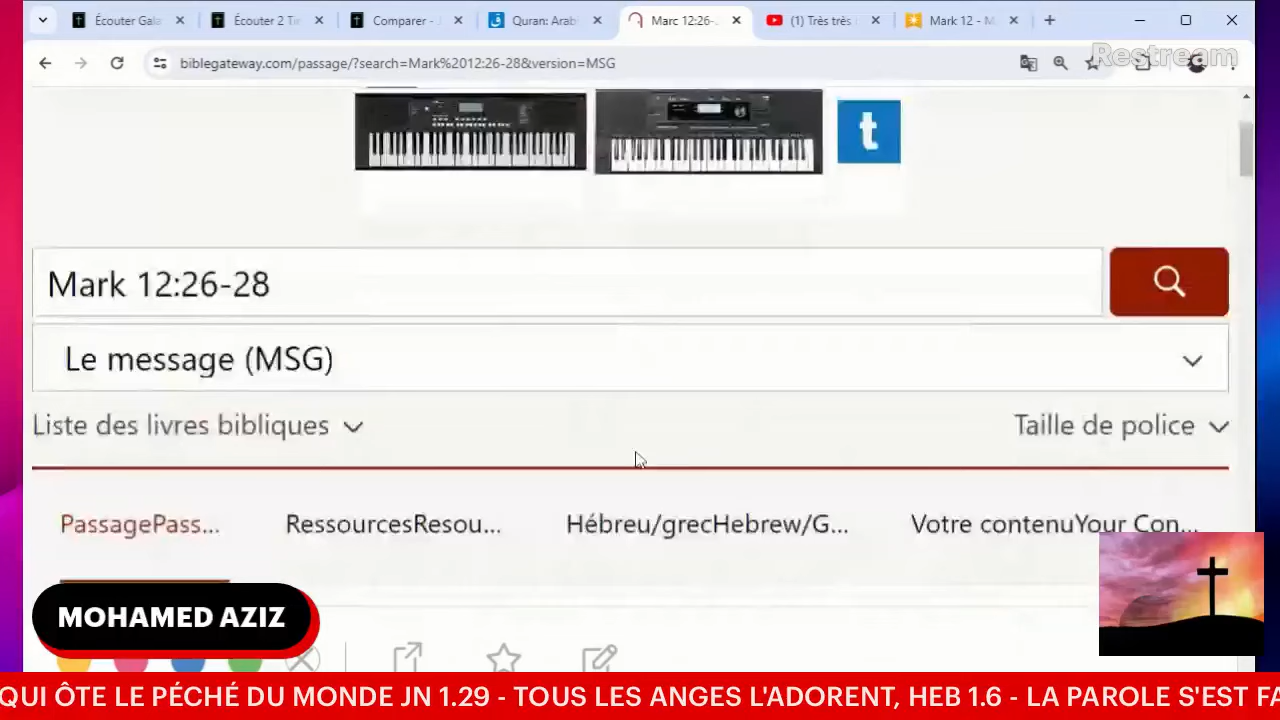 Écouter Gala
Écouter 2 Tir
Comparer - J
Quran: Arab
Marc 12:26-
(1) Très très
Mark 12 - M
biblegateway.com/passage/?search=Mark%2012:26-28&version=MSG
Restream
t
Mark 12:26-28
Le message (MSG)
Liste des livres bibliques
Taille de police
PassagePass...
RessourcesResou...
Hébreu/grecHebrew/G...
Votre contenuYour Con...
MOHAMED AZIZ
QUI ÔTE LE PÉCHÉ DU MONDE JN 1.29 - TOUS LES ANGES L'ADORENT, HEB 1.6 - LA PAROLE S'EST FA